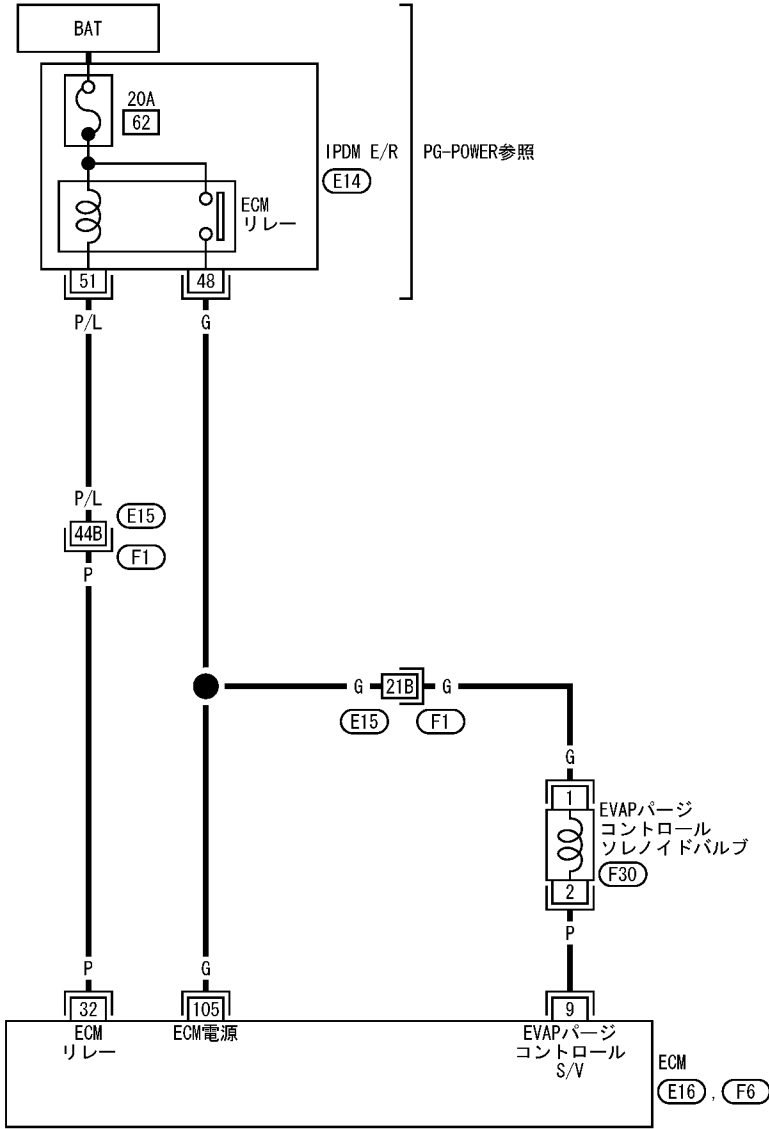 BAT
20A
62
IPDM E/R
E14
PG-POWER参照
ECM
リレー
51
48
P/L
G
P/L
44B
E15
F1
P
G
21B
G
E15
F1
G
1
EVAPパージ
コントロール
ソレノイドバルブ
F30
2
P
P
G
32
105
9
ECM
リレー
ECM電源
EVAPパージ
コントロール
S/V
ECM
E16 , F6